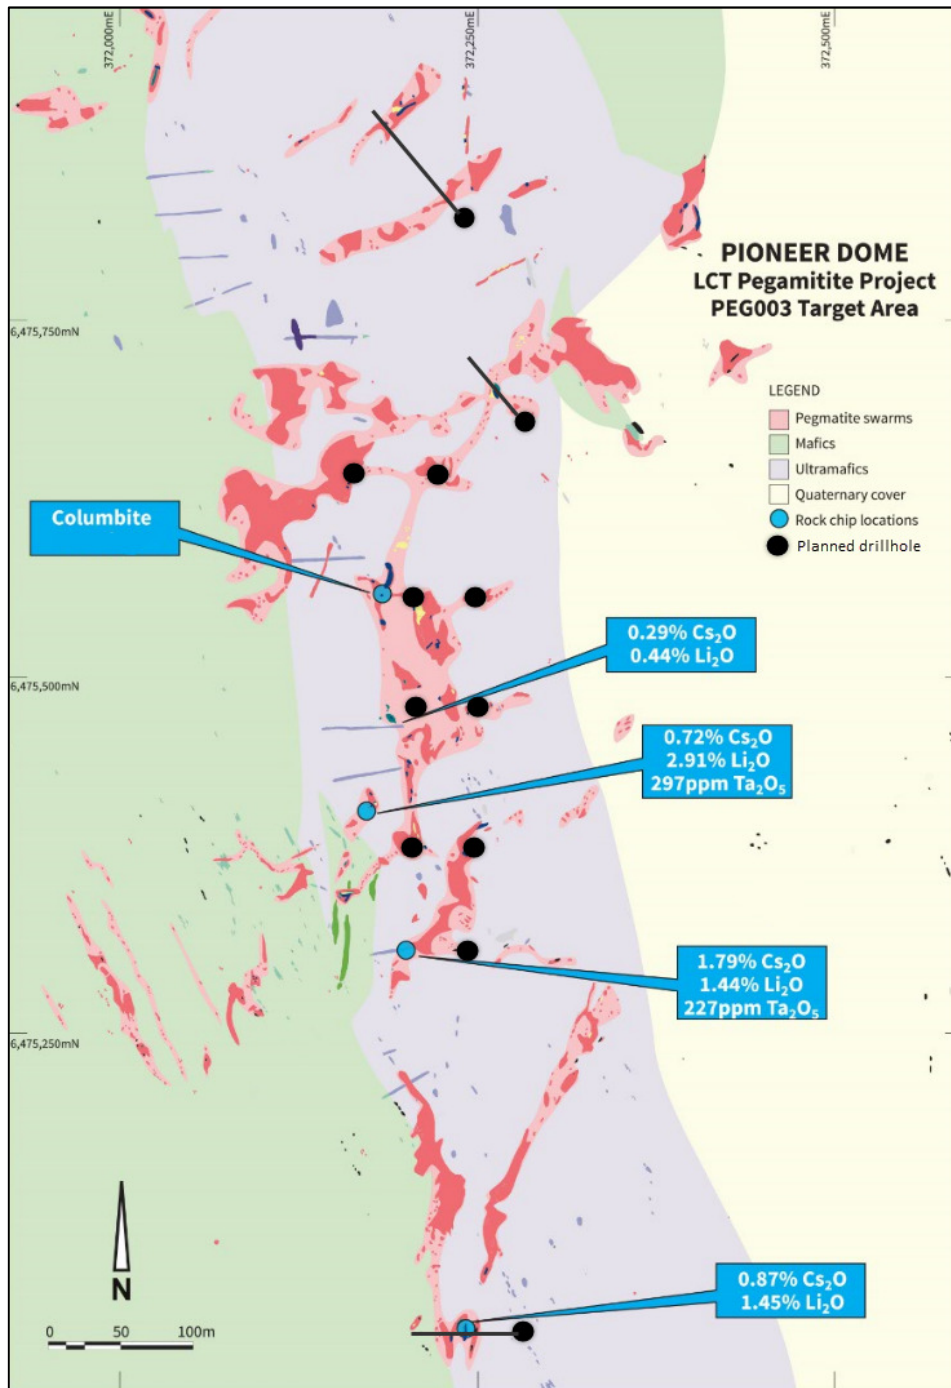 372,000mE
372,250mE
372,500mE
PIONEER DOME
LCT Pegamitite Project
PEG003 Target Area
6,475,750mN
LEGEND
Pegmatite swarms
Mafics
Ultramafics
Quaternary cover
Rock chip locations
Planned drillhole
Columbite
0.29% Cs₂O
0.44% Li₂O
6,475,500mN
0.72% Cs₂O
2.91% Li₂O
297ppm Ta₂O₅
1.79% Cs₂O
1.44% Li₂O
227ppm Ta₂O₅
6,475,250mN
N
0.87% Cs₂O
1.45% Li₂O
0 50 100m